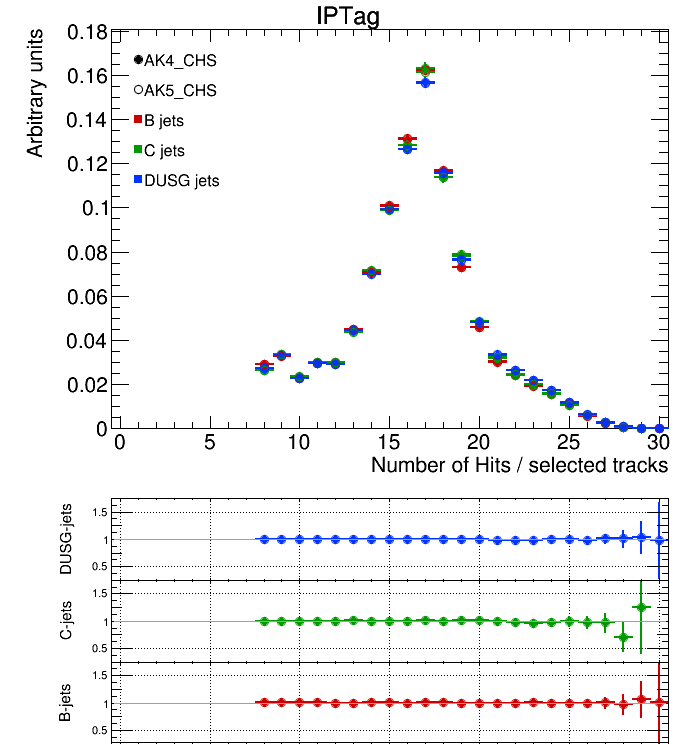 IPTag
Arbitrary units
0.18
0.16
0.14
0.12
0.1
0.08
0.06
0.04
0.02
0
AK4_CHS
AK5_CHS
B jets
C jets
DUSG jets
0 5 10 15 20 25 30
Number of Hits / selected tracks
DUSG-jets
1.5
1
0.5
C-jets
1.5
1
0.5
B-jets
1.5
1
0.5